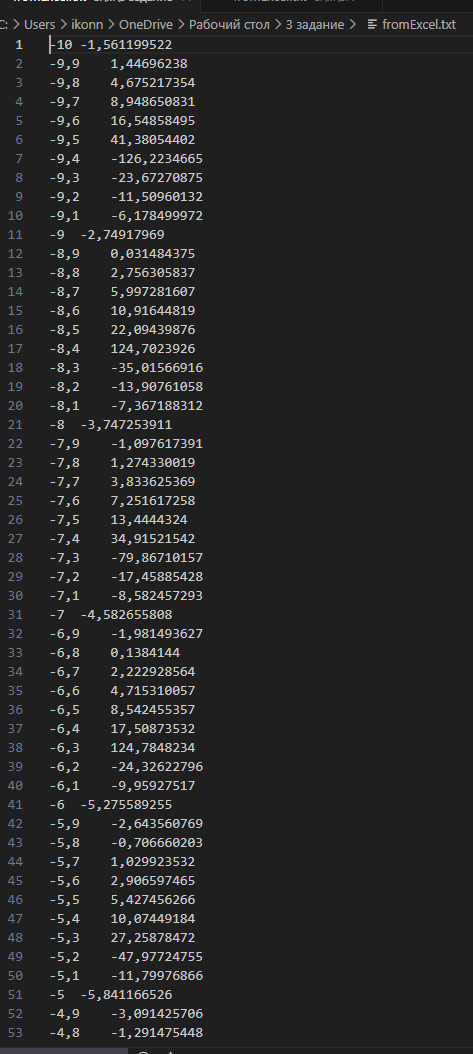 C: > Users > ikonn > OneDrive > Рабочий стол > 3 задание > fromExcel.txt
1 -10 -1,561199522
2 -9,9 1,44696238
3 -9,8 4,675217354
4 -9,7 8,948650831
5 -9,6 16,54858495
6 -9,5 41,38054402
7 -9,4 -126,2234665
8 -9,3 -23,67270875
9 -9,2 -11,50960132
10 -9,1 -6,178499972
11 -9 -2,74917969
12 -8,9 0,031484375
13 -8,8 2,756305837
14 -8,7 5,997281607
15 -8,6 10,91644819
16 -8,5 22,09439876
17 -8,4 124,7023926
18 -8,3 -35,01566916
19 -8,2 -13,90761058
20 -8,1 -7,367188312
21 -8 -3,747253911
22 -7,9 -1,097617391
23 -7,8 1,274330019
24 -7,7 3,833625369
25 -7,6 7,251617258
26 -7,5 13,4444324
27 -7,4 34,91521542
28 -7,3 -79,86710157
29 -7,2 -17,45885428
30 -7,1 -8,582457293
31 -7 -4,582655808
32 -6,9 -1,981493627
33 -6,8 0,1384144
34 -6,7 2,222928564
35 -6,6 4,715310057
36 -6,5 8,542455357
37 -6,4 17,50873532
38 -6,3 124,7848234
39 -6,2 -24,32622796
40 -6,1 -9,95927517
41 -6 -5,275589255
42 -5,9 -2,643560769
43 -5,8 -0,706660203
44 -5,7 1,029923532
45 -5,6 2,906597465
46 -5,5 5,427456266
47 -5,4 10,07449184
48 -5,3 27,25878472
49 -5,2 -47,97724755
50 -5,1 -11,79976866
51 -5 -5,841166526
52 -4,9 -3,091425706
53 -4,8 -1,291475448